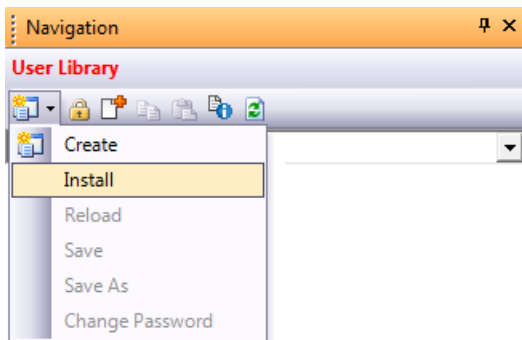 Navigation
User Library
Create
Install
Reload
Save
Save As
Change Password